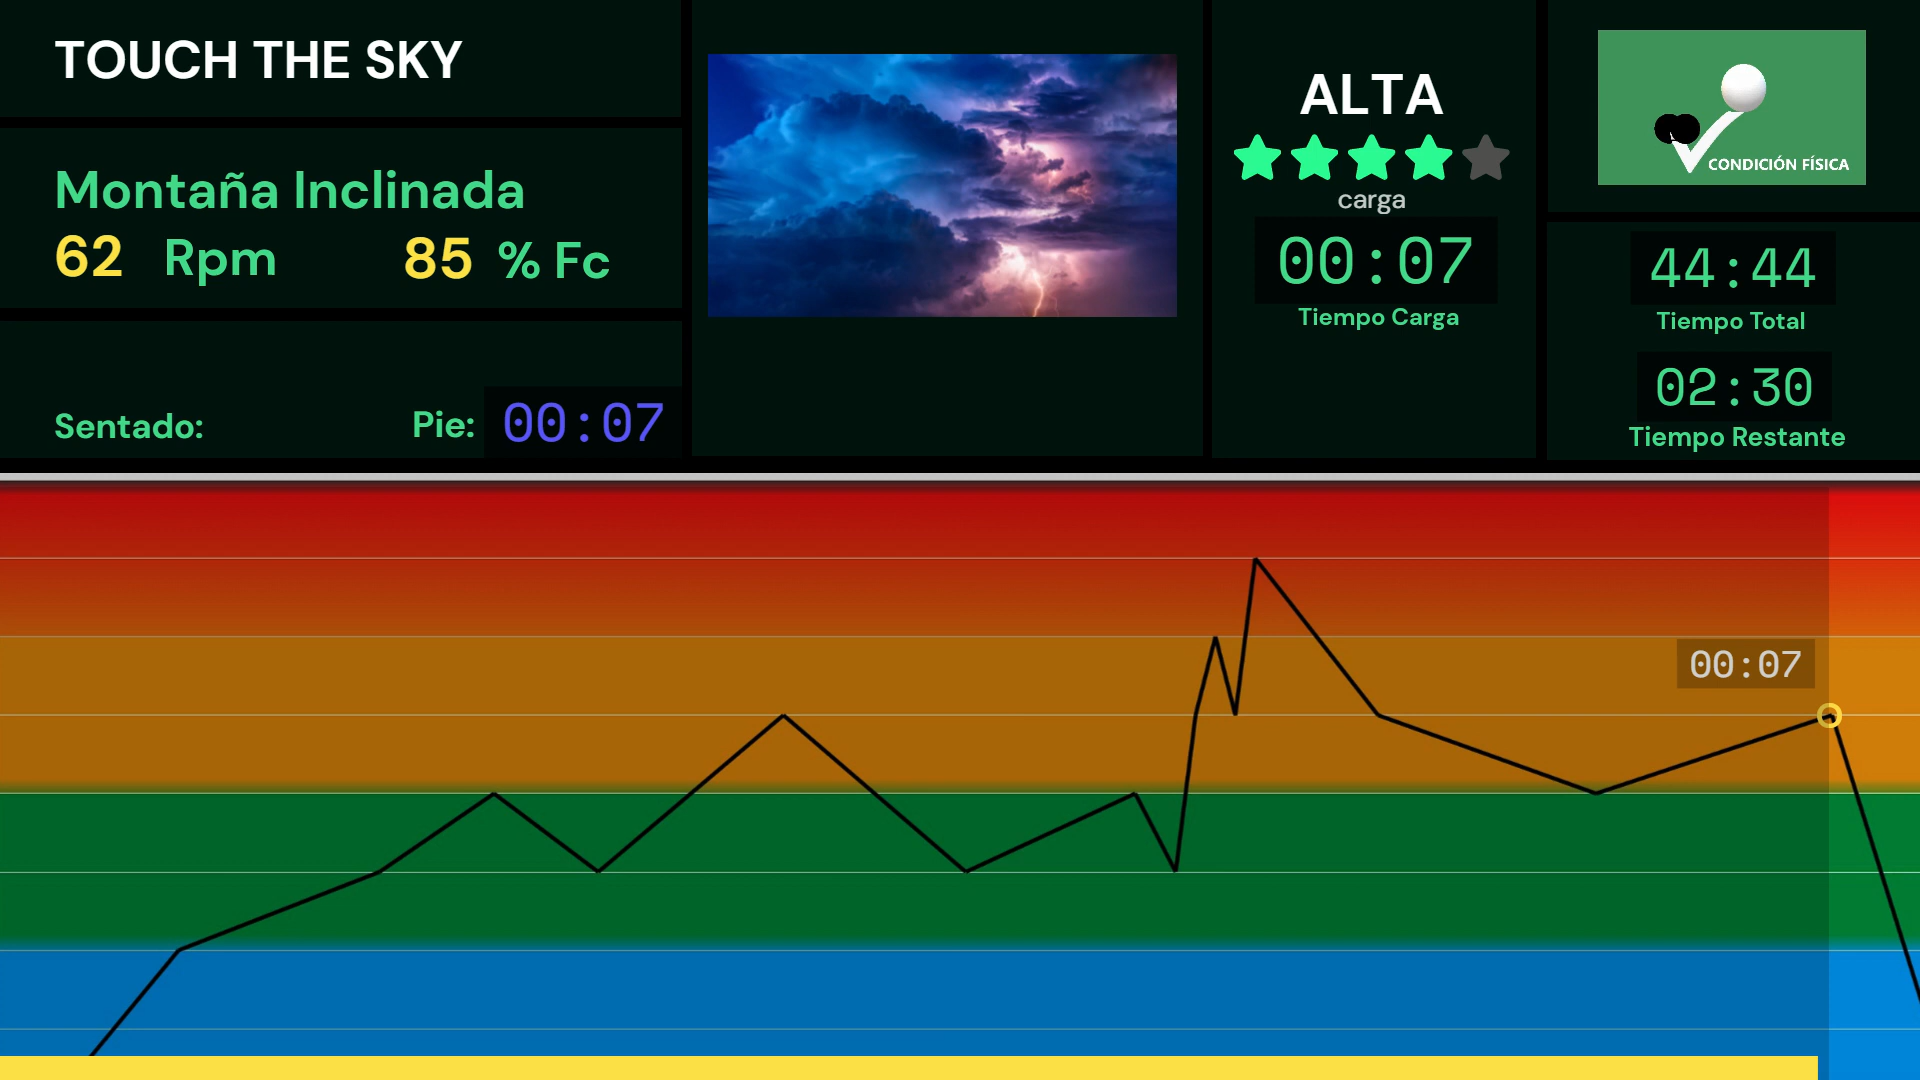 TOUCH THE SKY
Montaña Inclinada
62 Rpm 85 % Fc
Sentado: Pie: 00:07
ALTA
carga
00:07
Tiempo Carga
CONDICIÓN FÍSICA
44:44
Tiempo Total
02:30
Tiempo Restante
00:07